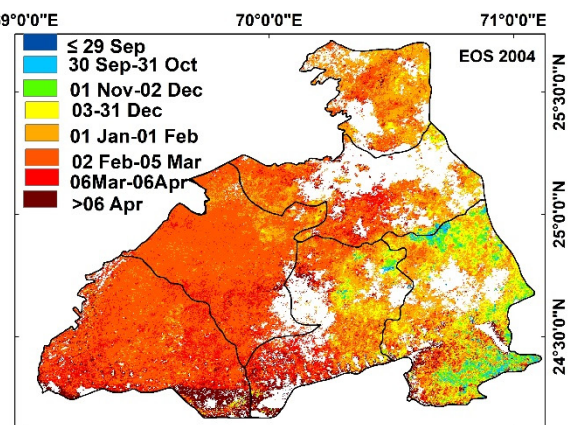 69°0'0"E 70°0'0"E 71°0'0"E
≤ 29 Sep
30 Sep-31 Oct
01 Nov-02 Dec
03-31 Dec
01 Jan-01 Feb
02 Feb-05 Mar
06Mar-06Apr
>06 Apr
EOS 2004
25°30'0"N
25°0'0"N
24°30'0"N